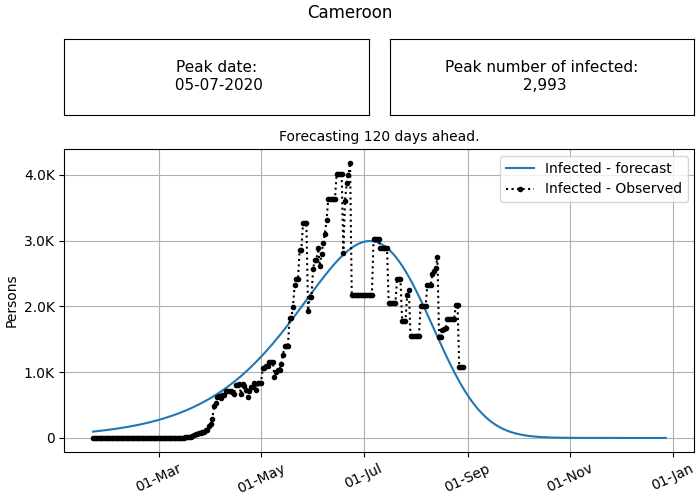 Cameroon
Peak date:
05-07-2020
Peak number of infected:
2,993
Forecasting 120 days ahead.
Infected - forecast
Infected - Observed
4.0K
3.0K
2.0K
1.0K
0
Persons
01-Mar
01-May
01-Jul
01-Sep
01-Nov
01-Jan